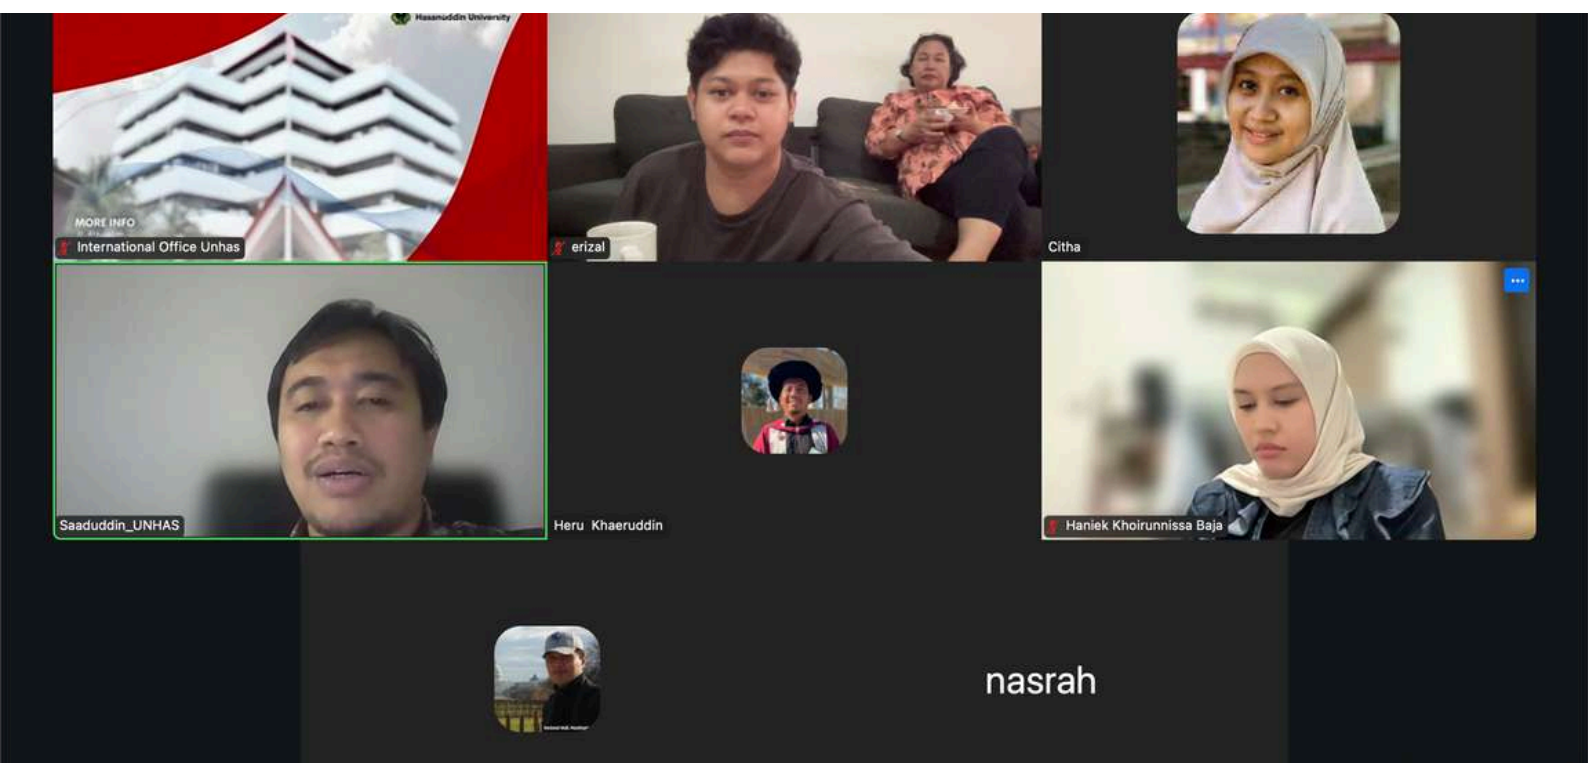 Hasanuddin University
MORE INFO
International Office Unhas
erizal
Citha
Saaduddin_UNHAS
Heru Khaeruddin
Haniek Khoirunnissa Baja
nasrah